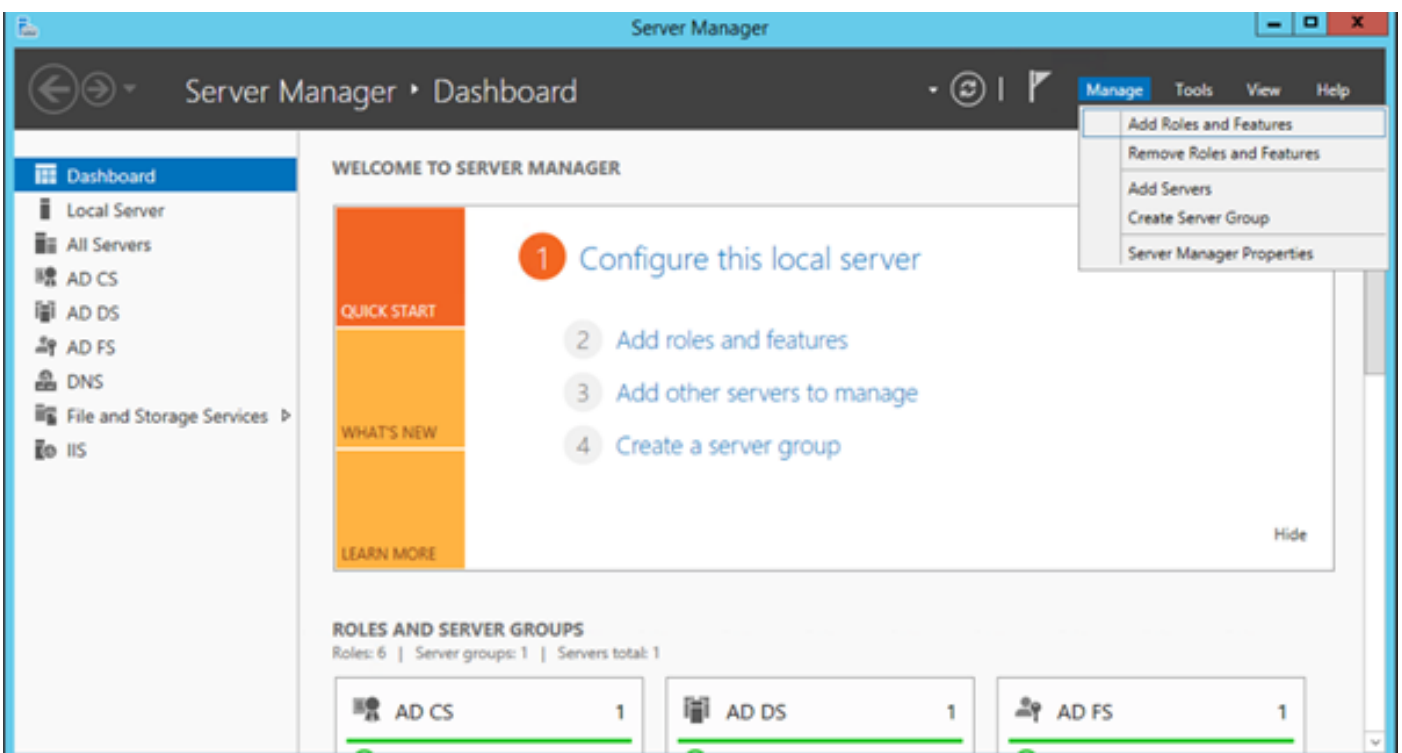 Server Manager
Server Manager • Dashboard
Manage Tools View Help
Add Roles and Features
Remove Roles and Features
Add Servers
Create Server Group
Server Manager Properties
Dashboard
Local Server
All Servers
AD CS
AD DS
AD FS
DNS
File and Storage Services
IIS
WELCOME TO SERVER MANAGER
QUICK START
WHAT'S NEW
LEARN MORE
1 Configure this local server
2 Add roles and features
3 Add other servers to manage
4 Create a server group
Hide
ROLES AND SERVER GROUPS
Roles: 6 | Server groups: 1 | Servers total: 1
AD CS 1
AD DS 1
AD FS 1